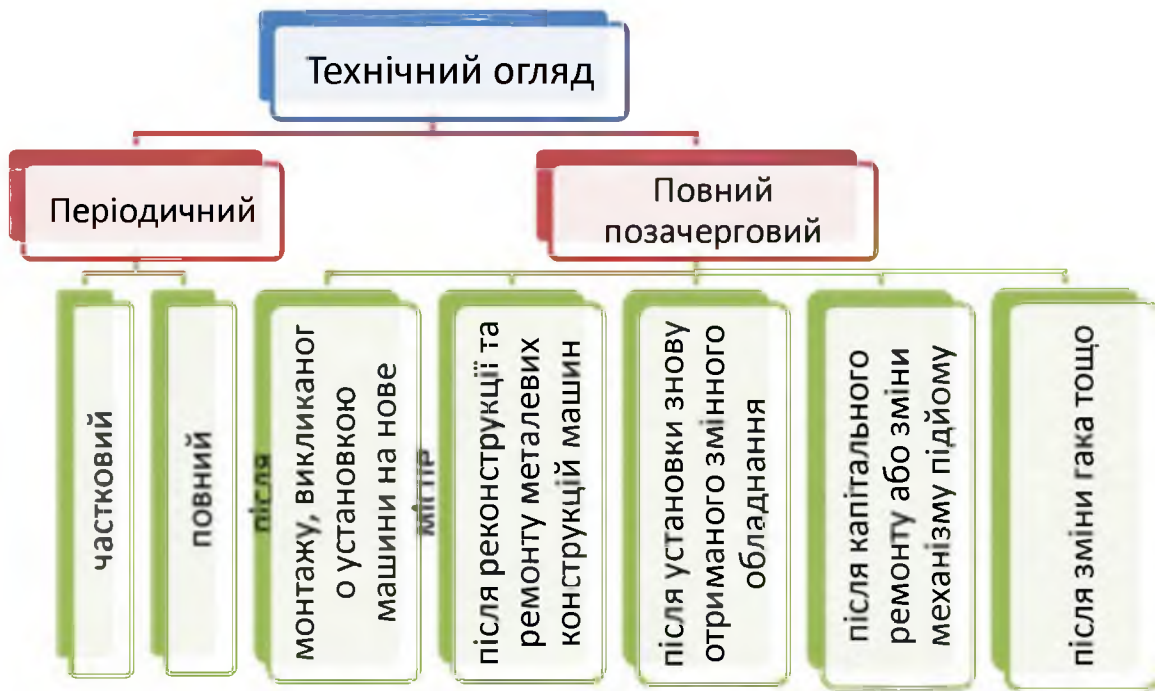 Технічний огляд
Періодичний
Повний
позачерговий
частковий
повний
після
монтажу, викликаног
о установкою
машини на нове
місце
після реконструкції та
ремонту металевих
конструкцій машин
після установки знову
отриманого змінного
обладнання
після капітального
ремонту або зміни
механізму підйому
після зміни гака тощо